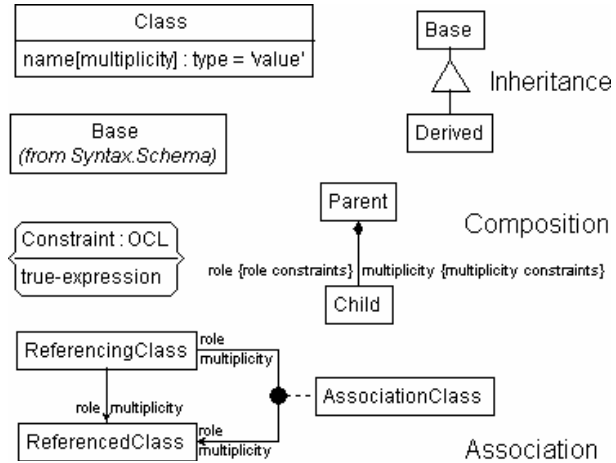 Class
name[multiplicity] : type = 'value'
Base
Inheritance
Derived
Base
(from Syntax.Schema)
Parent
Composition
Constraint : OCL
true-expression
role {role constraints} multiplicity {multiplicity constraints}
Child
ReferencingClass
role
multiplicity
AssociationClass
role multiplicity
ReferencedClass
role
multiplicity
Association